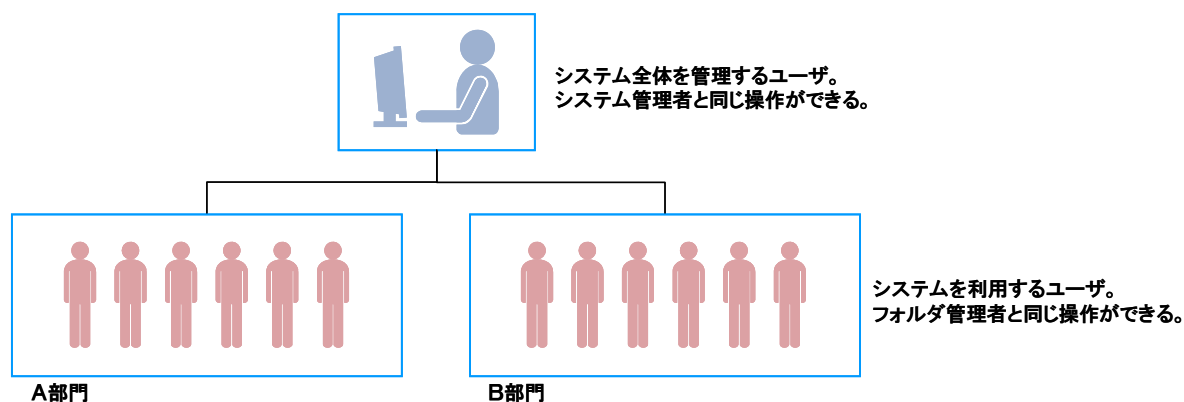 システム全体を管理するユーザ。
システム管理者と同じ操作ができる。
システムを利用するユーザ。
フォルダ管理者と同じ操作ができる。
A部門
B部門